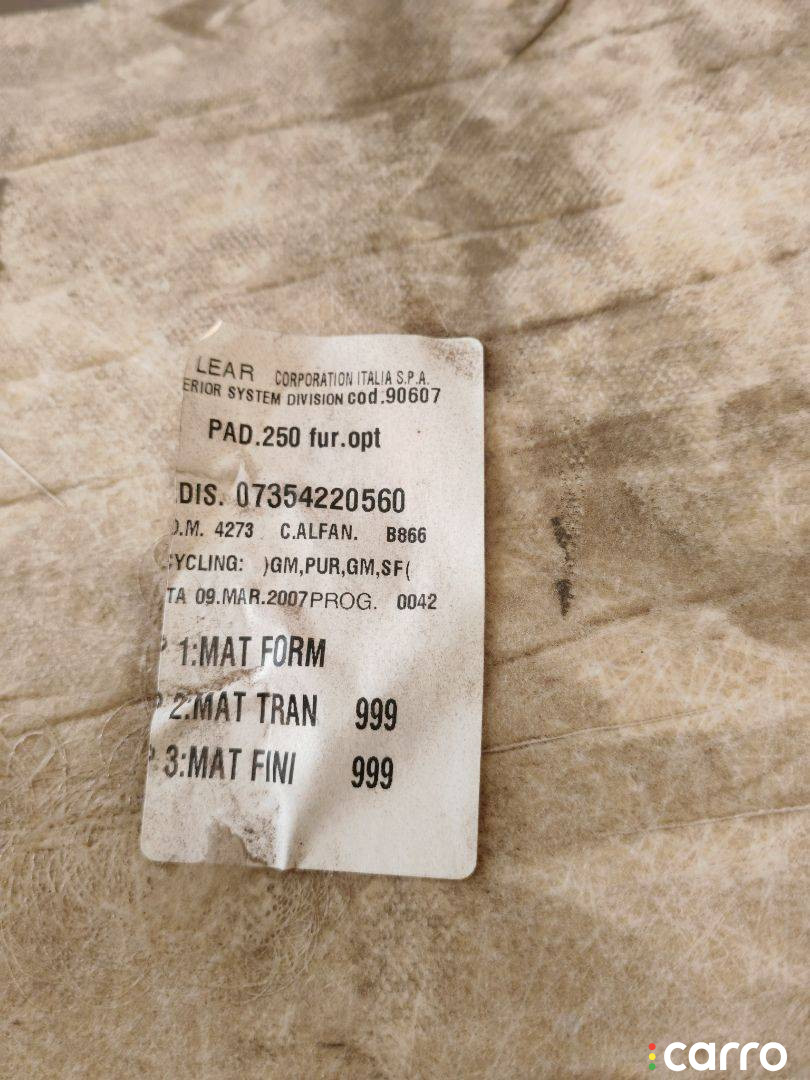 LEAR CORPORATION ITALIA S.P.A.
ERIOR SYSTEM DIVISION cod.90607
PAD.250 fur.opt
DIS. 07354220560
.M. 4273 C.ALFAN. B866
YCLING: )GM,PUR,GM,SF(
TA 09.MAR.2007 PROG. 0042
1:MAT FORM
2:MAT TRAN 999
3:MAT FINI 999
carro